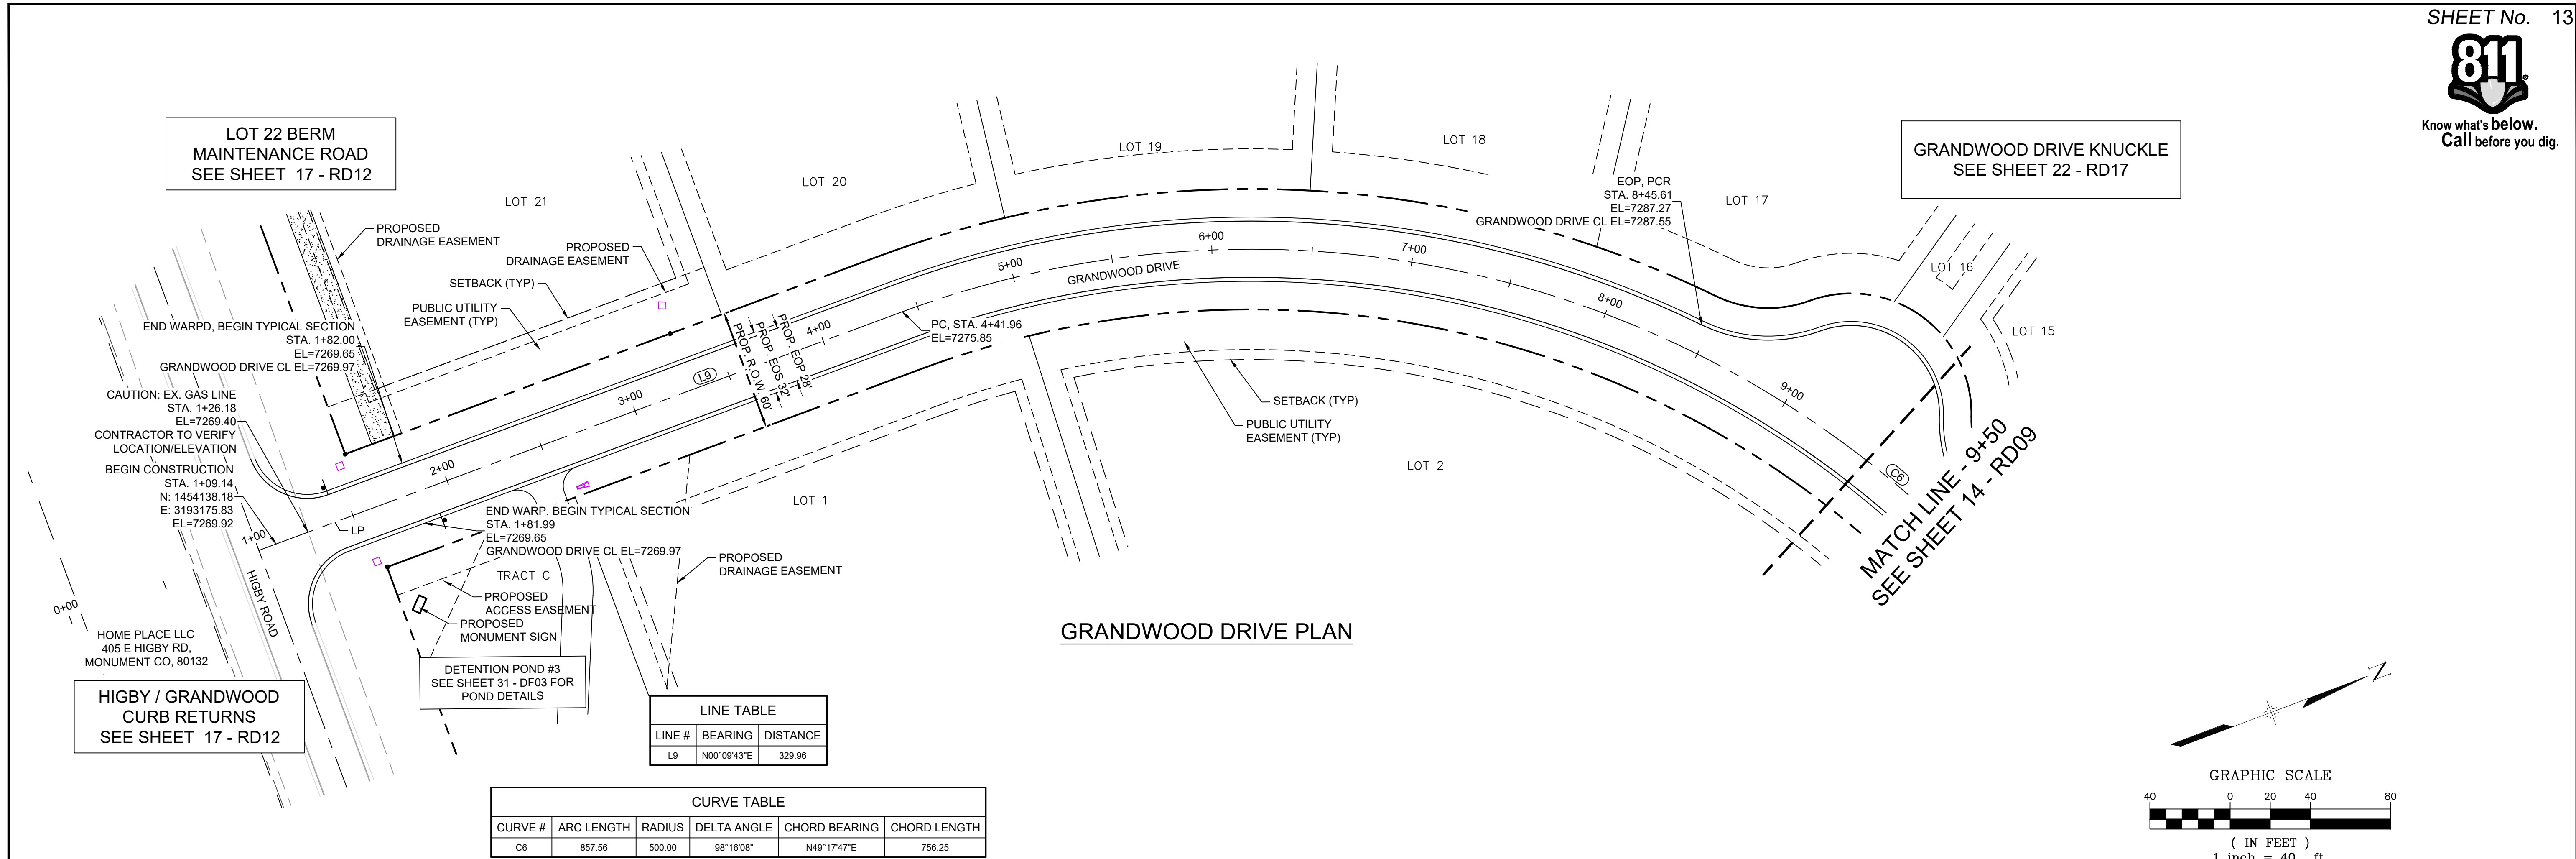 SHEET No. 13
811
Know what's below.
Call before you dig.
LOT 22 BERM
MAINTENANCE ROAD
SEE SHEET 17 - RD12
GRANDWOOD DRIVE KNUCKLE
SEE SHEET 22 - RD17
LOT 21
LOT 20
LOT 19
LOT 18
LOT 17
LOT 16
LOT 15
PROPOSED
DRAINAGE EASEMENT
PROPOSED
DRAINAGE EASEMENT
SETBACK (TYP)
PUBLIC UTILITY
EASEMENT (TYP)
EOP, PCR
STA. 8+45.61
EL=7287.27
GRANDWOOD DRIVE CL EL=7287.55
END WARPD, BEGIN TYPICAL SECTION
STA. 1+82.00
EL=7269.65
GRANDWOOD DRIVE CL EL=7269.97
CAUTION: EX. GAS LINE
STA. 1+26.18
EL=7269.40
CONTRACTOR TO VERIFY
LOCATION/ELEVATION
BEGIN CONSTRUCTION
STA. 1+09.14
N: 1454138.18
E: 3193175.83
EL=7269.92
0+00
1+00
2+00
3+00
4+00
5+00
6+00
7+00
8+00
9+00
LP
L9
C6
GRANDWOOD DRIVE
PROP. R.O.W. 60'
PROP. EOS 32'
PROP. EOP 28'
PC, STA. 4+41.96
EL=7275.85
SETBACK (TYP)
PUBLIC UTILITY
EASEMENT (TYP)
LOT 1
LOT 2
MATCH LINE - 9+50
SEE SHEET 14 - RD09
END WARP, BEGIN TYPICAL SECTION
STA. 1+81.99
EL=7269.65
GRANDWOOD DRIVE CL EL=7269.97
TRACT C
PROPOSED
ACCESS EASEMENT
PROPOSED
MONUMENT SIGN
PROPOSED
DRAINAGE EASEMENT
HIGBY ROAD
HOME PLACE LLC
405 E HIGBY RD,
MONUMENT CO, 80132
HIGBY / GRANDWOOD
CURB RETURNS
SEE SHEET 17 - RD12
DETENTION POND #3
SEE SHEET 31 - DF03 FOR
POND DETAILS
GRANDWOOD DRIVE PLAN
LINE TABLE
LINE # BEARING DISTANCE
L9 N00°09'43"E 329.96
CURVE TABLE
CURVE # ARC LENGTH RADIUS DELTA ANGLE CHORD BEARING CHORD LENGTH
C6 857.56 500.00 98°16'08" N49°17'47"E 756.25
N
GRAPHIC SCALE
40 0 20 40 80
( IN FEET )
1 inch = 40 ft.